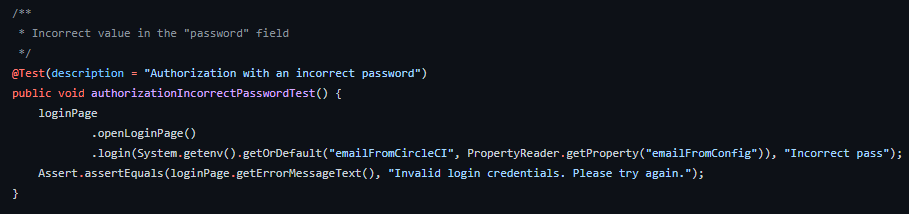 /**
 * Incorrect value in the "password" field
 */
@Test(description = "Authorization with an incorrect password")
public void authorizationIncorrectPasswordTest() {
    loginPage
            .openLoginPage()
            .login(System.getenv().getOrDefault("emailFromCircleCI", PropertyReader.getProperty("emailFromConfig")), "Incorrect pass");
    Assert.assertEquals(loginPage.getErrorMessageText(), "Invalid login credentials. Please try again.");
}